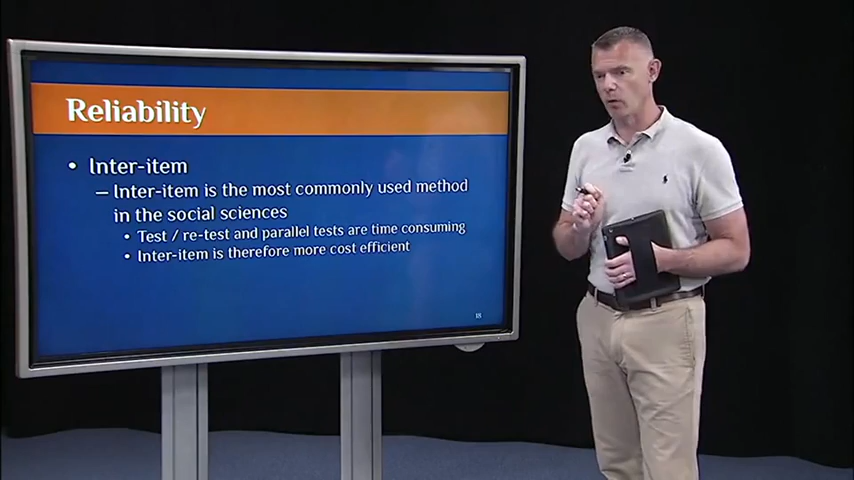 Reliability
• Inter-item
– Inter-item is the most commonly used method
in the social sciences
• Test / re-test and parallel tests are time consuming
• Inter-item is therefore more cost efficient
18